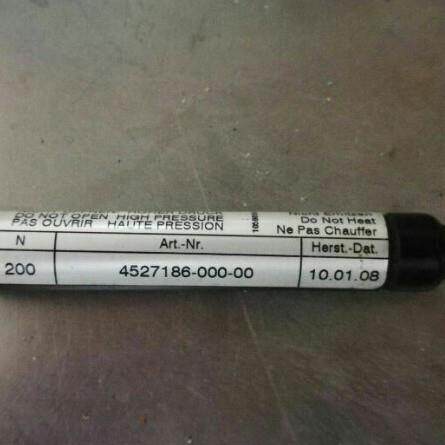 DO NOT OPEN HIGH PRESSURE
PAS OUVRIR HAUTE PRESSION
Do Not Heat
Ne Pas Chauffer
N Art.-Nr. Herst.-Dat.
200 4527186-000-00 10.01.08